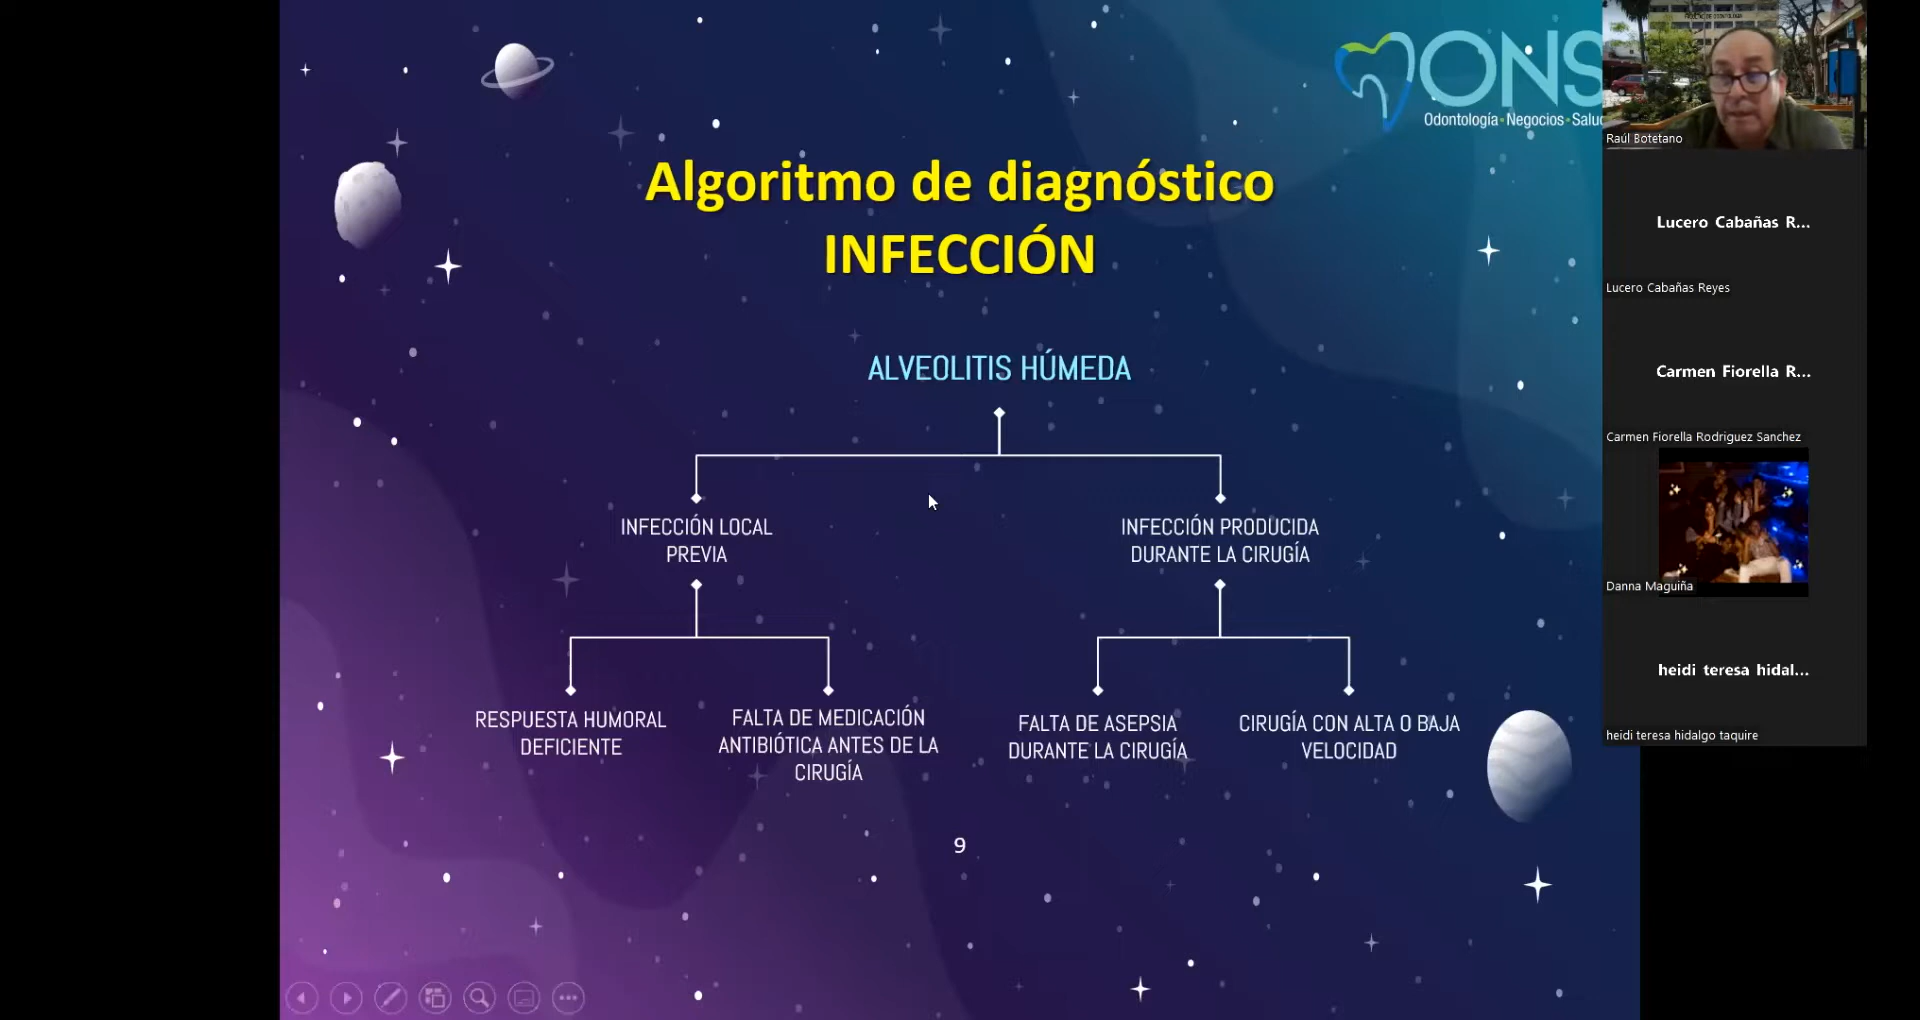 ONS
Odontología•Negocios•Salud
Algoritmo de diagnóstico
INFECCIÓN
ALVEOLITIS HÚMEDA
INFECCIÓN LOCAL
PREVIA
INFECCIÓN PRODUCIDA
DURANTE LA CIRUGÍA
RESPUESTA HUMORAL
DEFICIENTE
FALTA DE MEDICACIÓN
ANTIBIÓTICA ANTES DE LA
CIRUGÍA
FALTA DE ASEPSIA
DURANTE LA CIRUGÍA
CIRUGÍA CON ALTA O BAJA
VELOCIDAD
9
Raúl Botetano
Lucero Cabañas R...
Lucero Cabañas Reyes
Carmen Fiorella R...
Carmen Fiorella Rodriguez Sanchez
Danna Maguiña
heidi teresa hidal...
heidi teresa hidalgo taquire